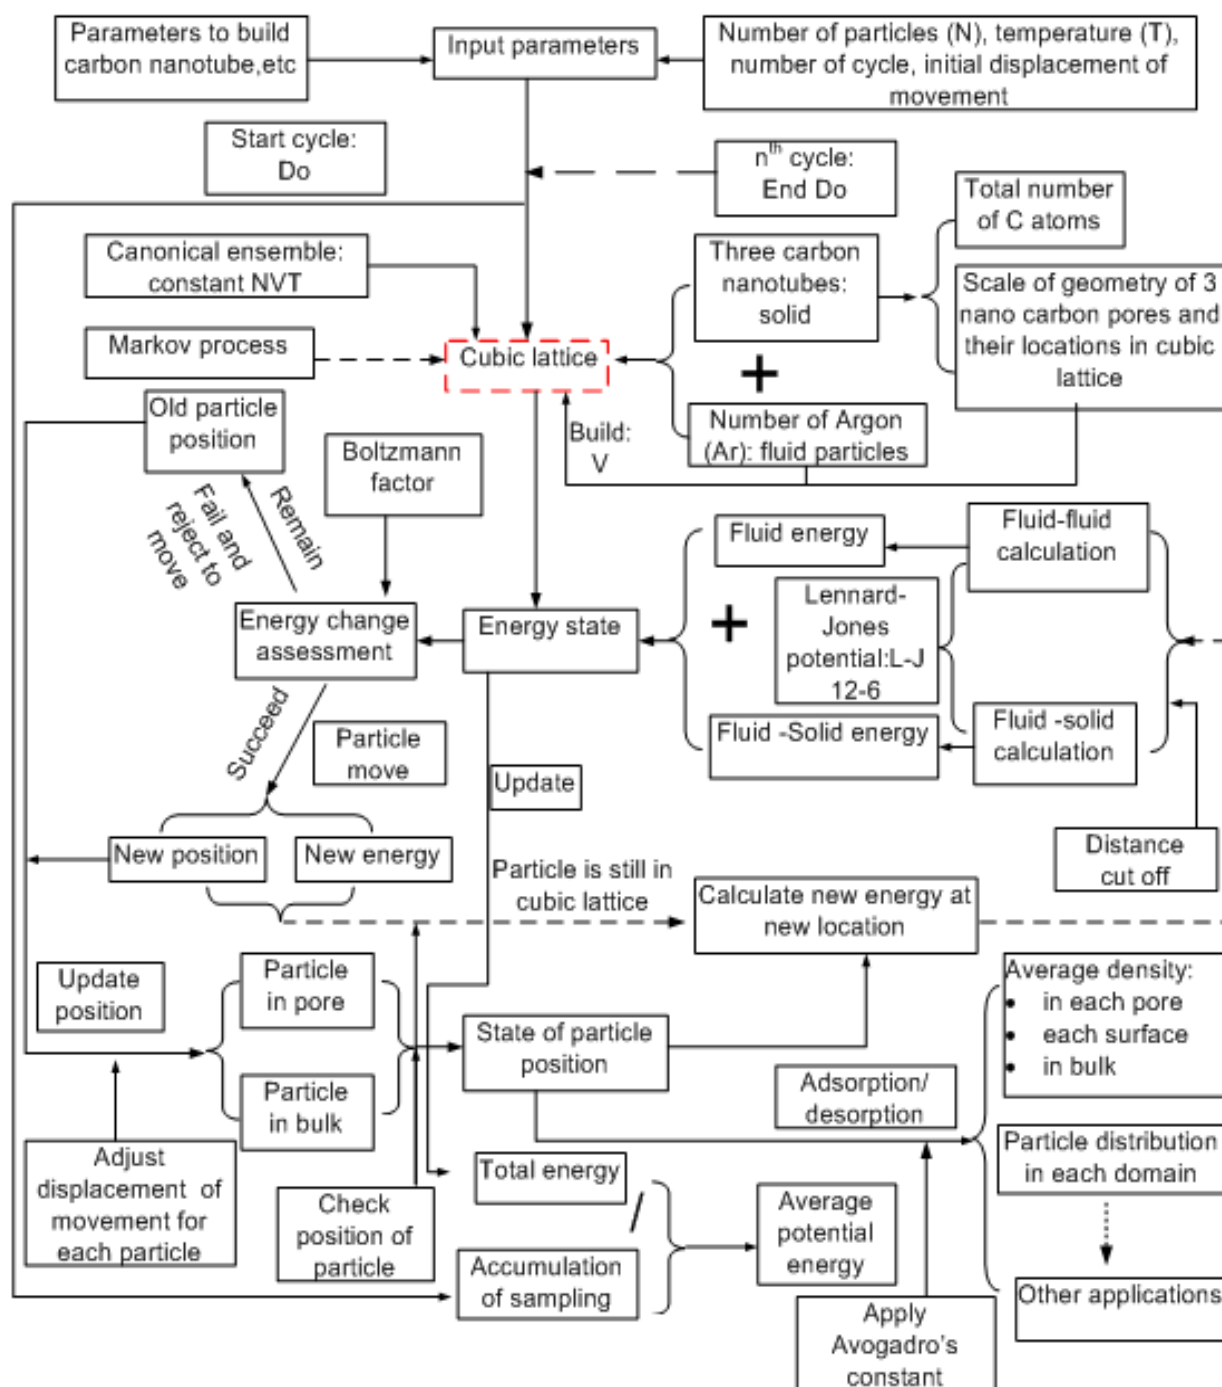 Parameters to build
carbon nanotube,etc
Input parameters
Number of particles (N), temperature (T),
number of cycle, initial displacement of
movement
Start cycle:
Do
nth cycle:
End Do
Total number
of C atoms
Canonical ensemble:
constant NVT
Three carbon
nanotubes:
solid
Scale of geometry of 3
nano carbon pores and
their locations in cubic
lattice
Markov process
Cubic lattice
+
Old particle
position
Build:
V
Number of Argon
(Ar): fluid particles
Boltzmann
factor
Remain
Fail and
reject to
move
Fluid energy
Fluid-fluid
calculation
Energy change
assessment
Energy state
+
Lennard-
Jones
potential:L-J
12-6
Fluid -Solid energy
Fluid -solid
calculation
Succeed
Particle
move
Update
New position
New energy
Distance
cut off
Particle is still in
cubic lattice
Calculate new energy at
new location
Update
position
Particle
in pore
Average density:
• in each pore
• each surface
• in bulk
State of particle
position
Particle
in bulk
Adsorption/
desorption
Adjust
displacement of
movement for
each particle
Check
position of
particle
Total energy
/
Accumulation
of sampling
Average
potential
energy
Particle distribution
in each domain
Other applications
Apply
Avogadro's
constant